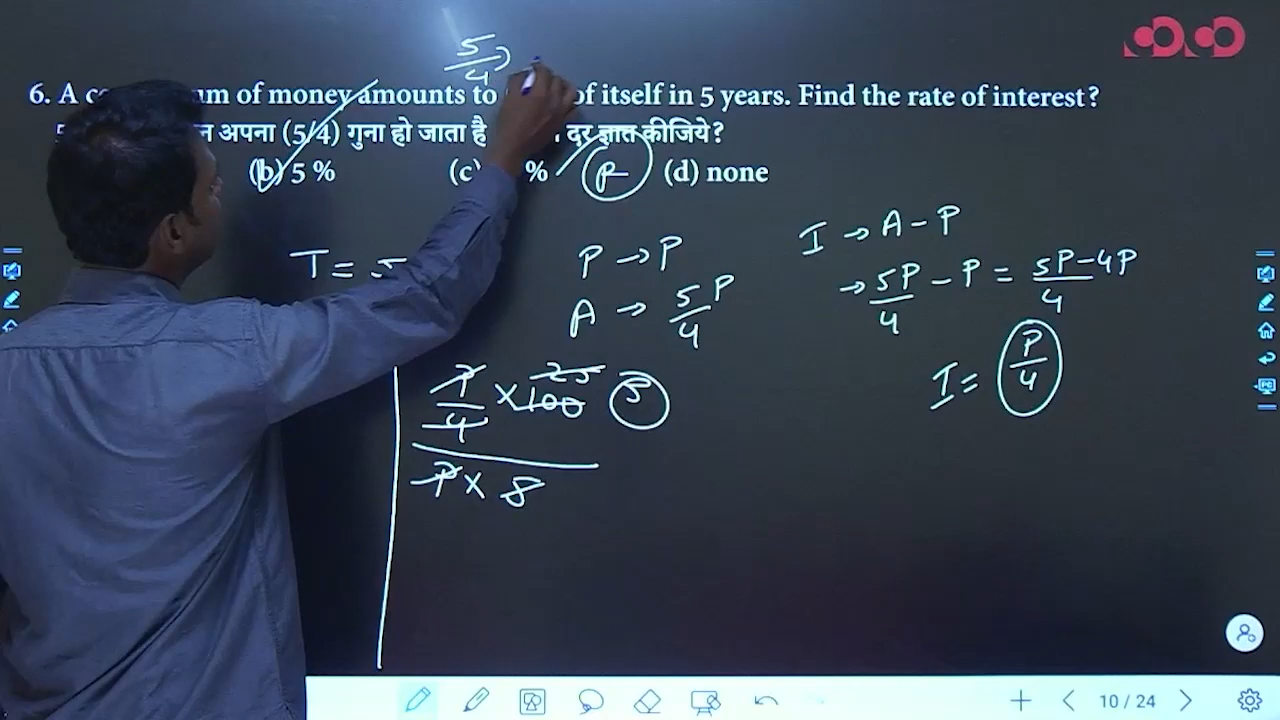 5/4
6. A um of money amounts to of itself in 5 years. Find the rate of interest?
अपना (5/4) गुना हो जाता है दर ज्ञात कीजिये?
(b) 5 % (c) % P (d) none
I → A - P
T = 5 P → P
→ 5P/4 - P = 5P-4P/4
A → 5/4 P
I = P/4
P/4 × 100 25 5
P × 5
10 / 24